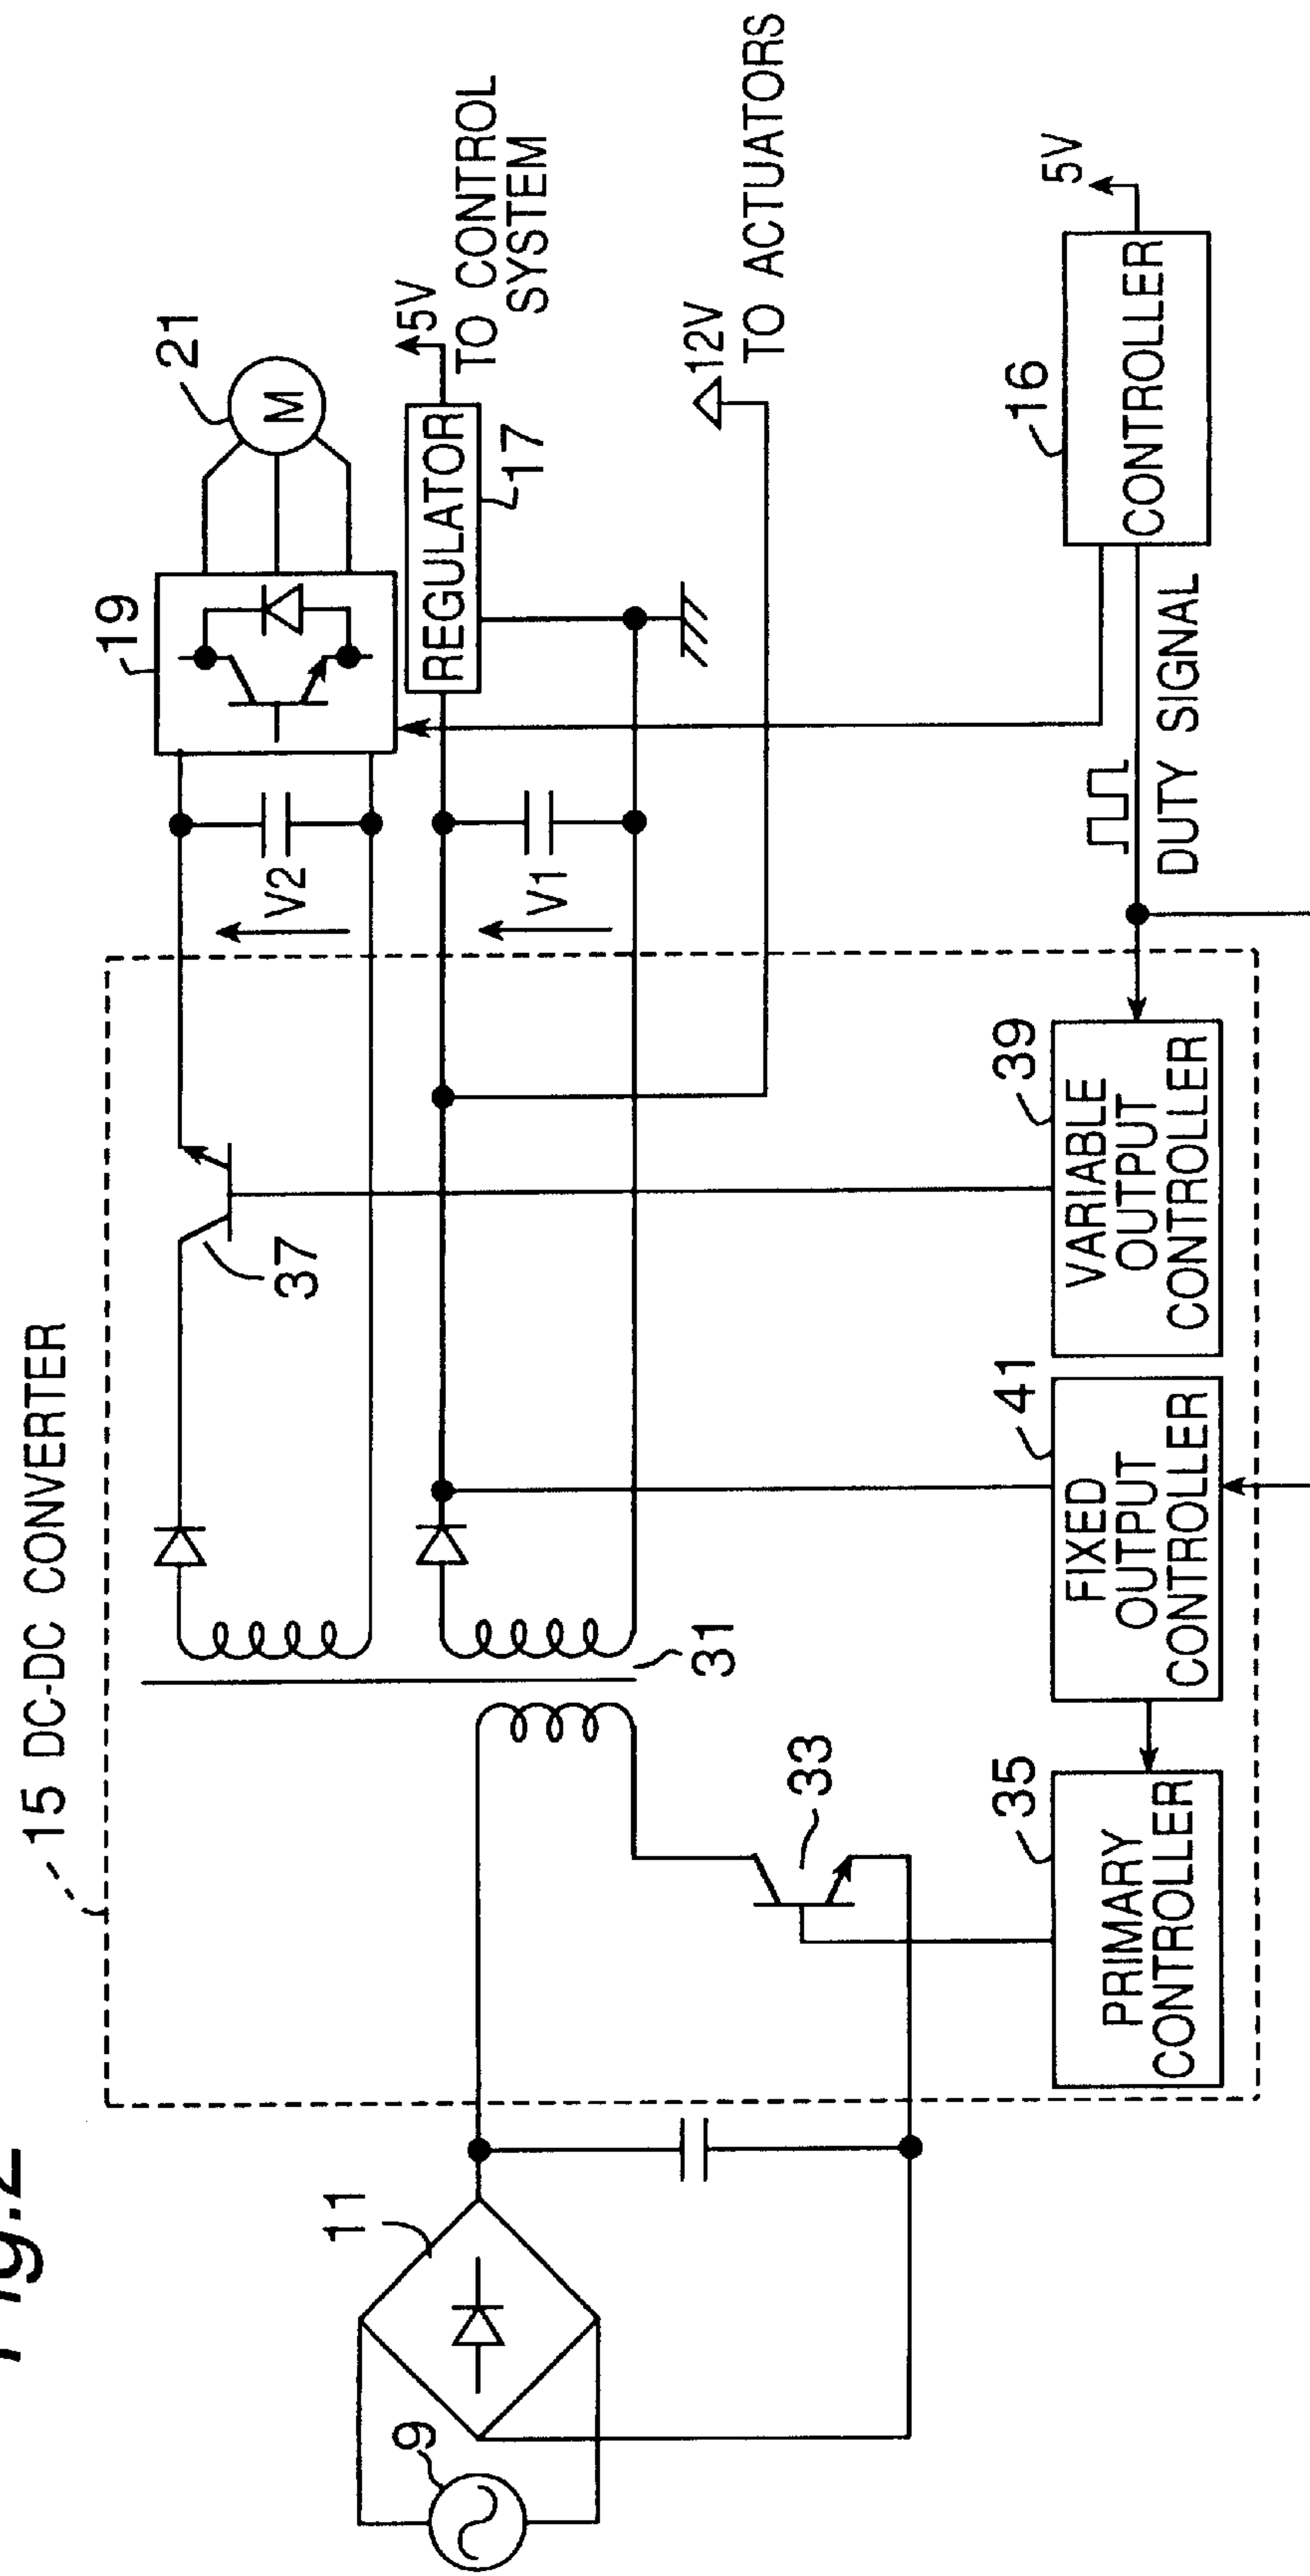 Fig.2
15 DC-DC CONVERTER
9
11
31
33
37
35
PRIMARY
CONTROLLER
41
FIXED
OUTPUT
CONTROLLER
39
VARIABLE
OUTPUT
CONTROLLER
V2
V1
19
21
M
REGULATOR
17
5V
TO CONTROL
SYSTEM
12V
TO ACTUATORS
DUTY SIGNAL
16
CONTROLLER
5V